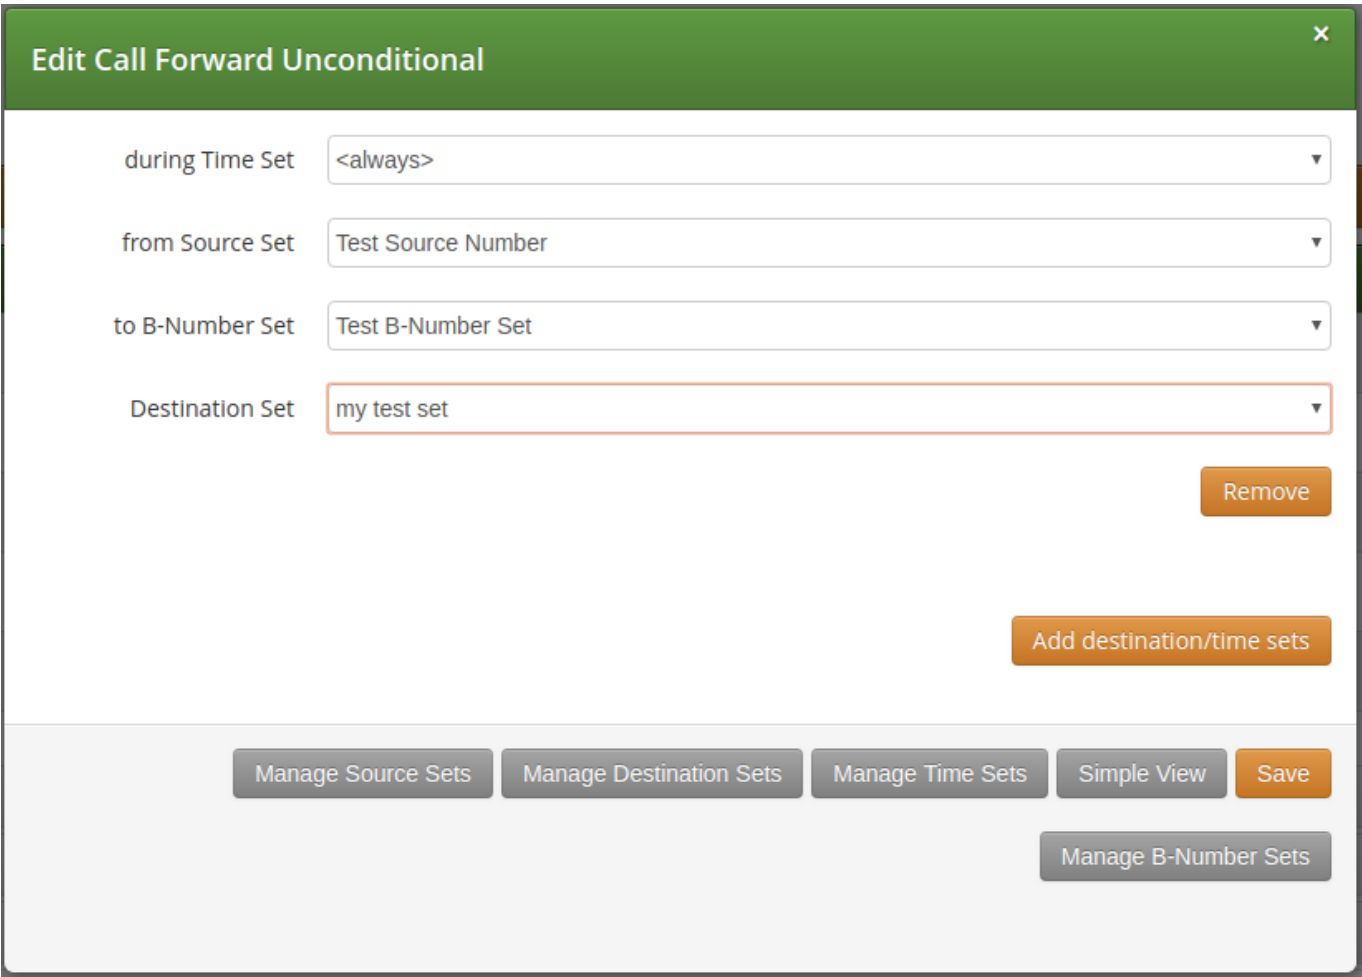 Edit Call Forward Unconditional
×
during Time Set
<always>
from Source Set
Test Source Number
to B-Number Set
Test B-Number Set
Destination Set
my test set
Remove
Add destination/time sets
Manage Source Sets
Manage Destination Sets
Manage Time Sets
Simple View
Save
Manage B-Number Sets